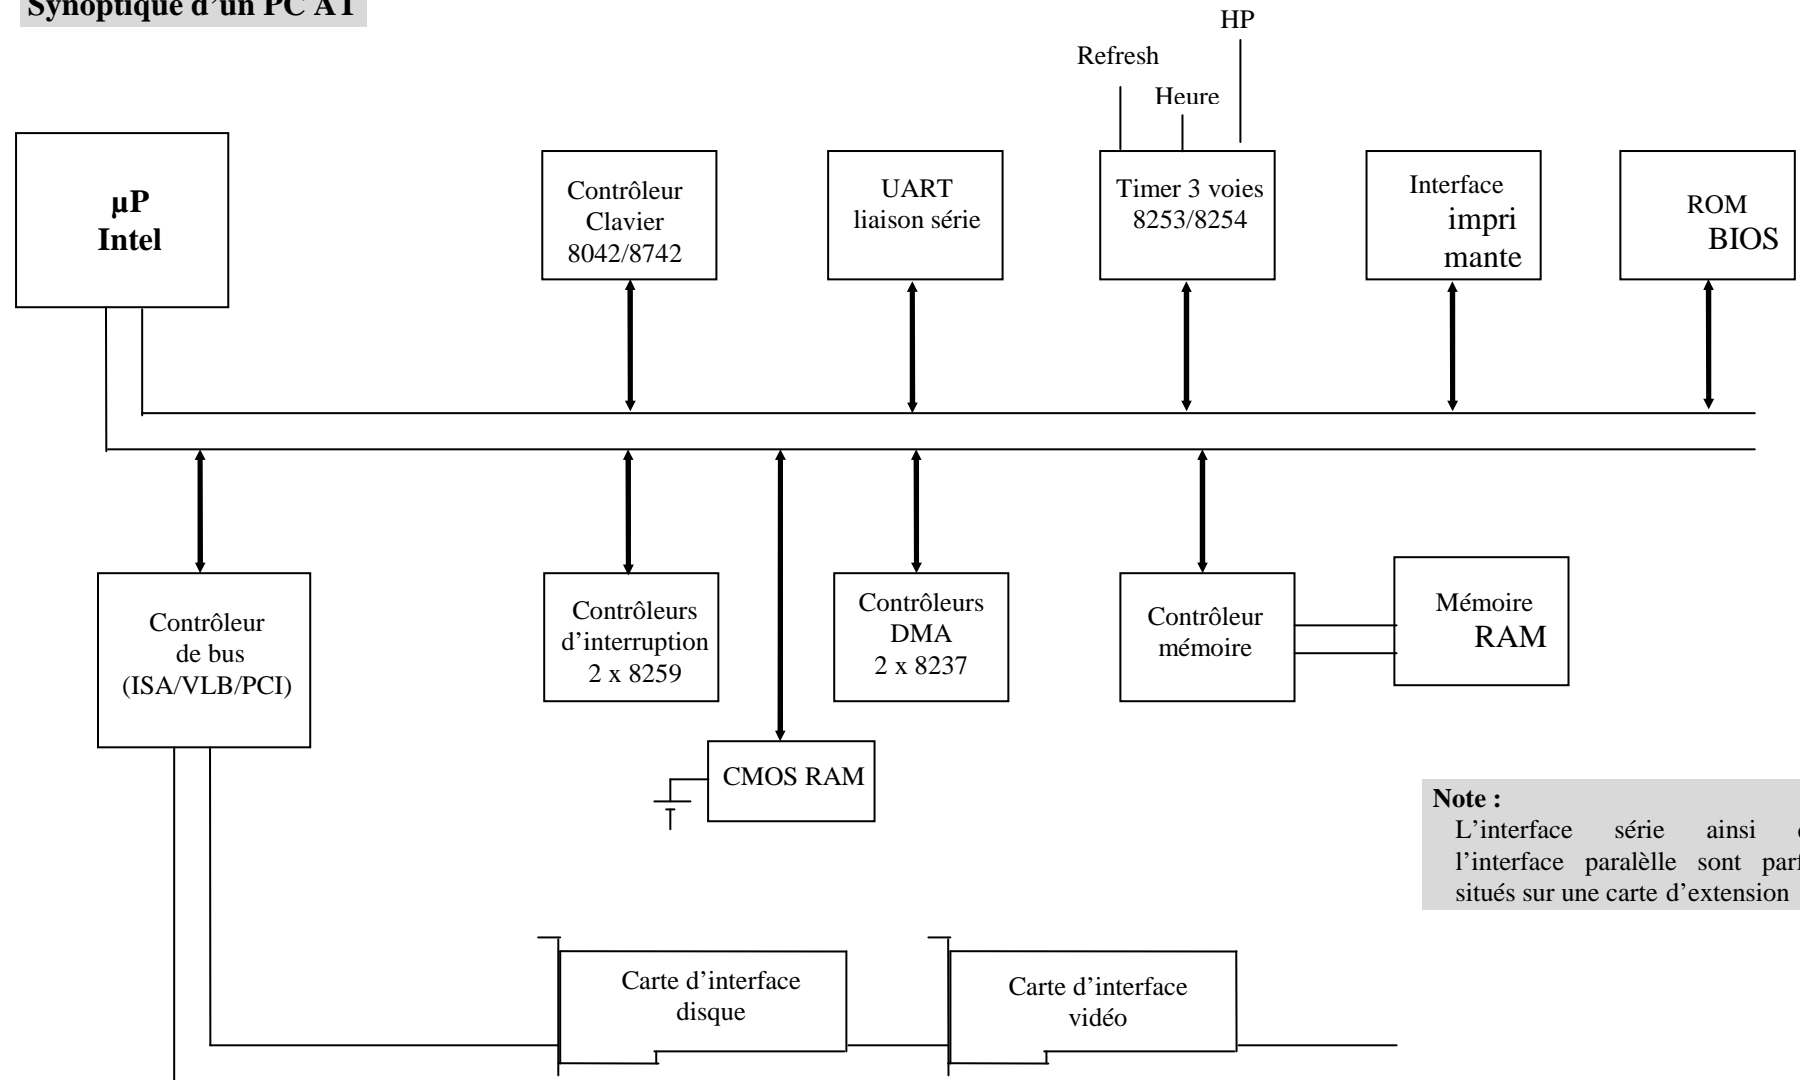 Synoptique d'un PC AT
HP
Refresh
Heure
µP
Intel
Contrôleur
Clavier
8042/8742
UART
liaison série
Timer 3 voies
8253/8254
Interface
impri
mante
ROM
BIOS
Contrôleur
de bus
(ISA/VLB/PCI)
Contrôleurs
d'interruption
2 x 8259
Contrôleurs
DMA
2 x 8237
Contrôleur
mémoire
Mémoire
RAM
CMOS RAM
Note :
L'interface série ainsi
l'interface paralèlle sont
situés sur une carte d'extension
Carte d'interface
disque
Carte d'interface
vidéo